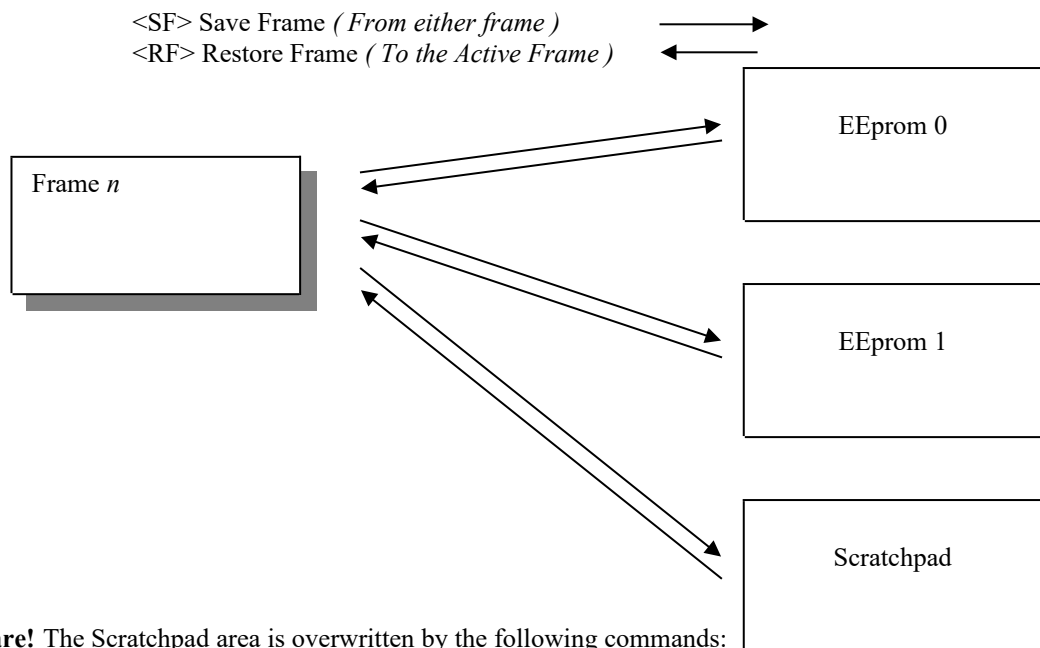 <SF> Save Frame ( From either frame )
<RF> Restore Frame ( To the Active Frame )
EEprom 0
Frame n
EEprom 1
Scratchpad
The Scratchpad area is overwritten by the following commands: